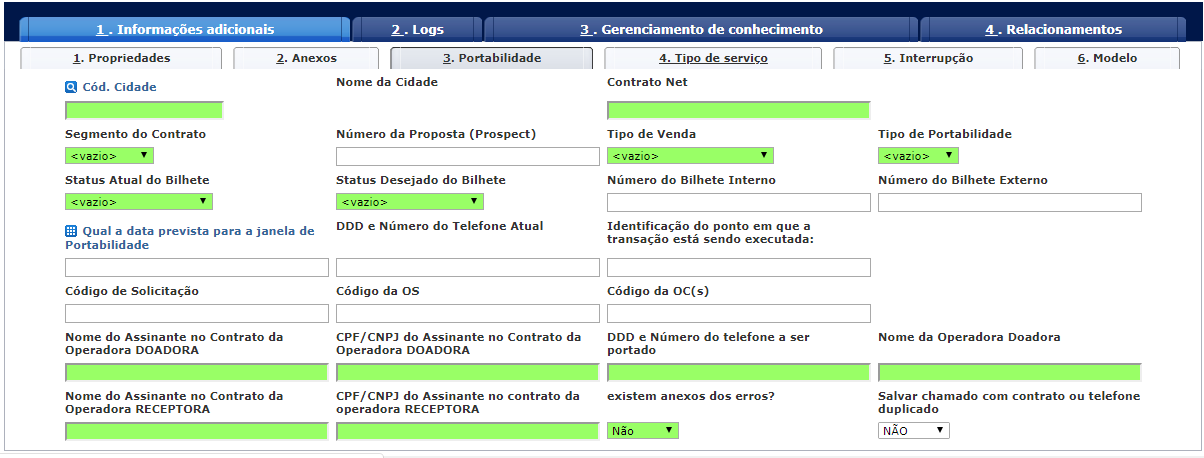 1 . Informações adicionais
2 . Logs
3 . Gerenciamento de conhecimento
4 . Relacionamentos
1. Propriedades
2. Anexos
3. Portabilidade
4. Tipo de serviço
5. Interrupção
6. Modelo
Cód. Cidade
Nome da Cidade
Contrato Net
Segmento do Contrato
Número da Proposta (Prospect)
Tipo de Venda
Tipo de Portabilidade
<vazio>
<vazio>
<vazio>
Status Atual do Bilhete
Status Desejado do Bilhete
Número do Bilhete Interno
Número do Bilhete Externo
<vazio>
<vazio>
Qual a data prevista para a janela de
Portabilidade
DDD e Número do Telefone Atual
Identificação do ponto em que a
transação está sendo executada:
Código de Solicitação
Código da OS
Código da OC(s)
Nome do Assinante no Contrato da
Operadora DOADORA
CPF/CNPJ do Assinante no Contrato da
Operadora DOADORA
DDD e Número do telefone a ser
portado
Nome da Operadora Doadora
Nome do Assinante no Contrato da
Operadora RECEPTORA
CPF/CNPJ do Assinante no contrato da
operadora RECEPTORA
existem anexos dos erros?
Salvar chamado com contrato ou telefone
duplicado
Não
NÃO